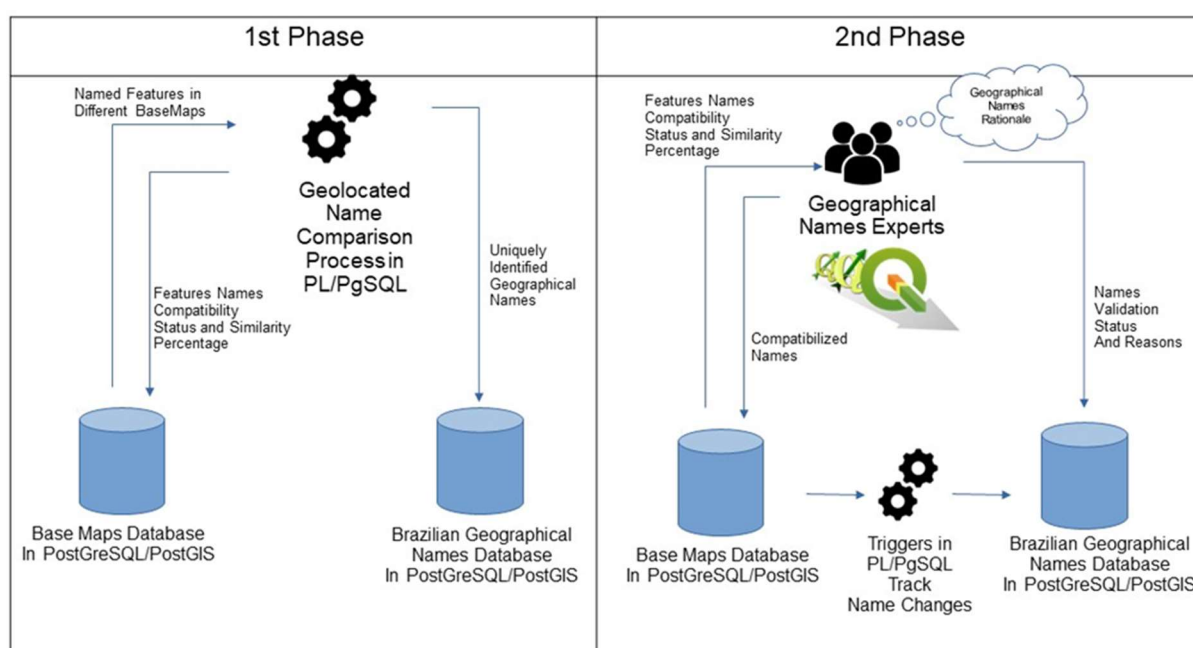 1st Phase
2nd Phase
Named Features in
Different BaseMaps
Geolocated
Name
Comparison
Process in
PL/PgSQL
Features Names
Compatibility
Status and Similarity
Percentage
Uniquely
Identified
Geographical
Names
Base Maps Database
In PostGreSQL/PostGIS
Brazilian Geographical
Names Database
In PostGreSQL/PostGIS
Features Names
Compatibility
Status and Similarity
Percentage
Geographical
Names
Rationale
Geographical
Names Experts
Compatibilized
Names
Names
Validation
Status
And Reasons
Base Maps Database
In PostGreSQL/PostGIS
Triggers in
PL/PgSQL
Track
Name Changes
Brazilian Geographical
Names Database
In PostGreSQL/PostGIS